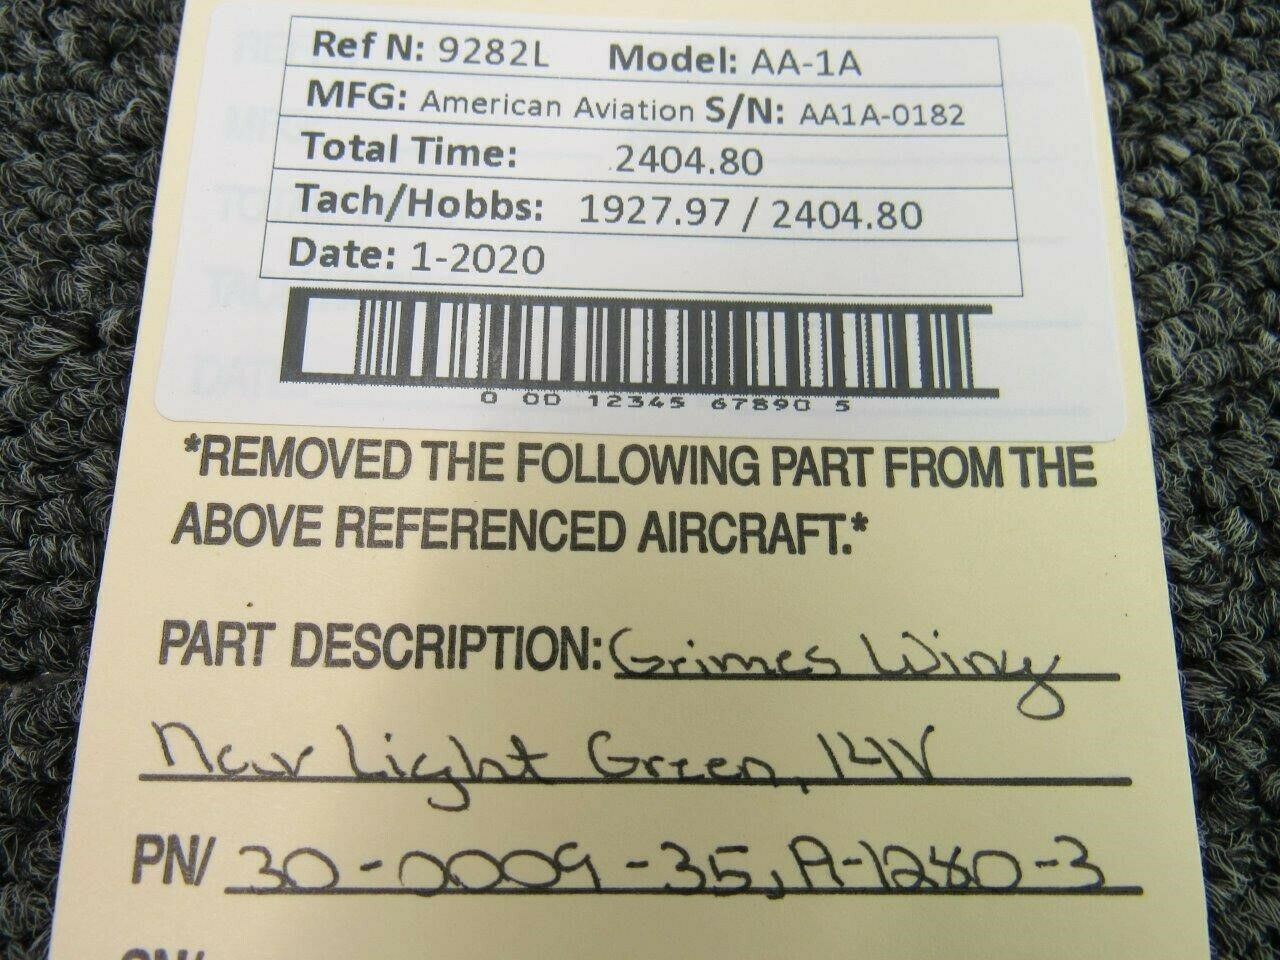 Ref N: 9282L Model: AA-1A
MFG: American Aviation S/N: AA1A-0182
Total Time: 2404.80
Tach/Hobbs: 1927.97 / 2404.80
Date: 1-2020
0 00 12345 67890 5
*REMOVED THE FOLLOWING PART FROM THE
ABOVE REFERENCED AIRCRAFT.*
PART DESCRIPTION: Grimes Wing
Nav Light Green, 14V
PN/ 30-0009-35, A-1280-3